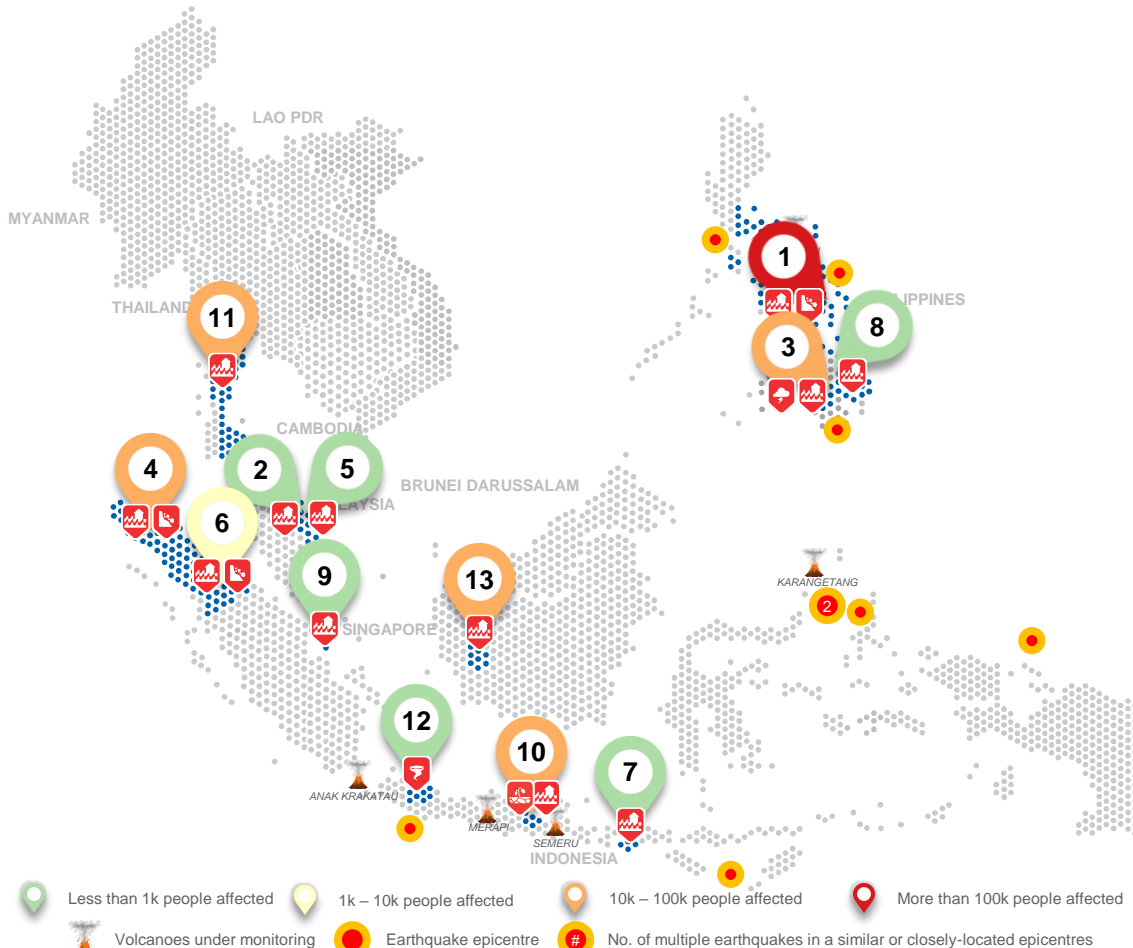 LAO PDR
MYANMAR
1
THAILAND
11
LIPPINES
8
3
CAMBODIA
4
2
5
BRUNEI DARUSSALAM
LAYSIA
6
9
13
KARANGETANG
2
SINGAPORE
12
10
7
ANAK KRAKATAU
MERAPI
SEMERU
INDONESIA
Less than 1k people affected
1k – 10k people affected
10k – 100k people affected
More than 100k people affected
Volcanoes under monitoring
Earthquake epicentre
#
No. of multiple earthquakes in a similar or closely-located epicentres